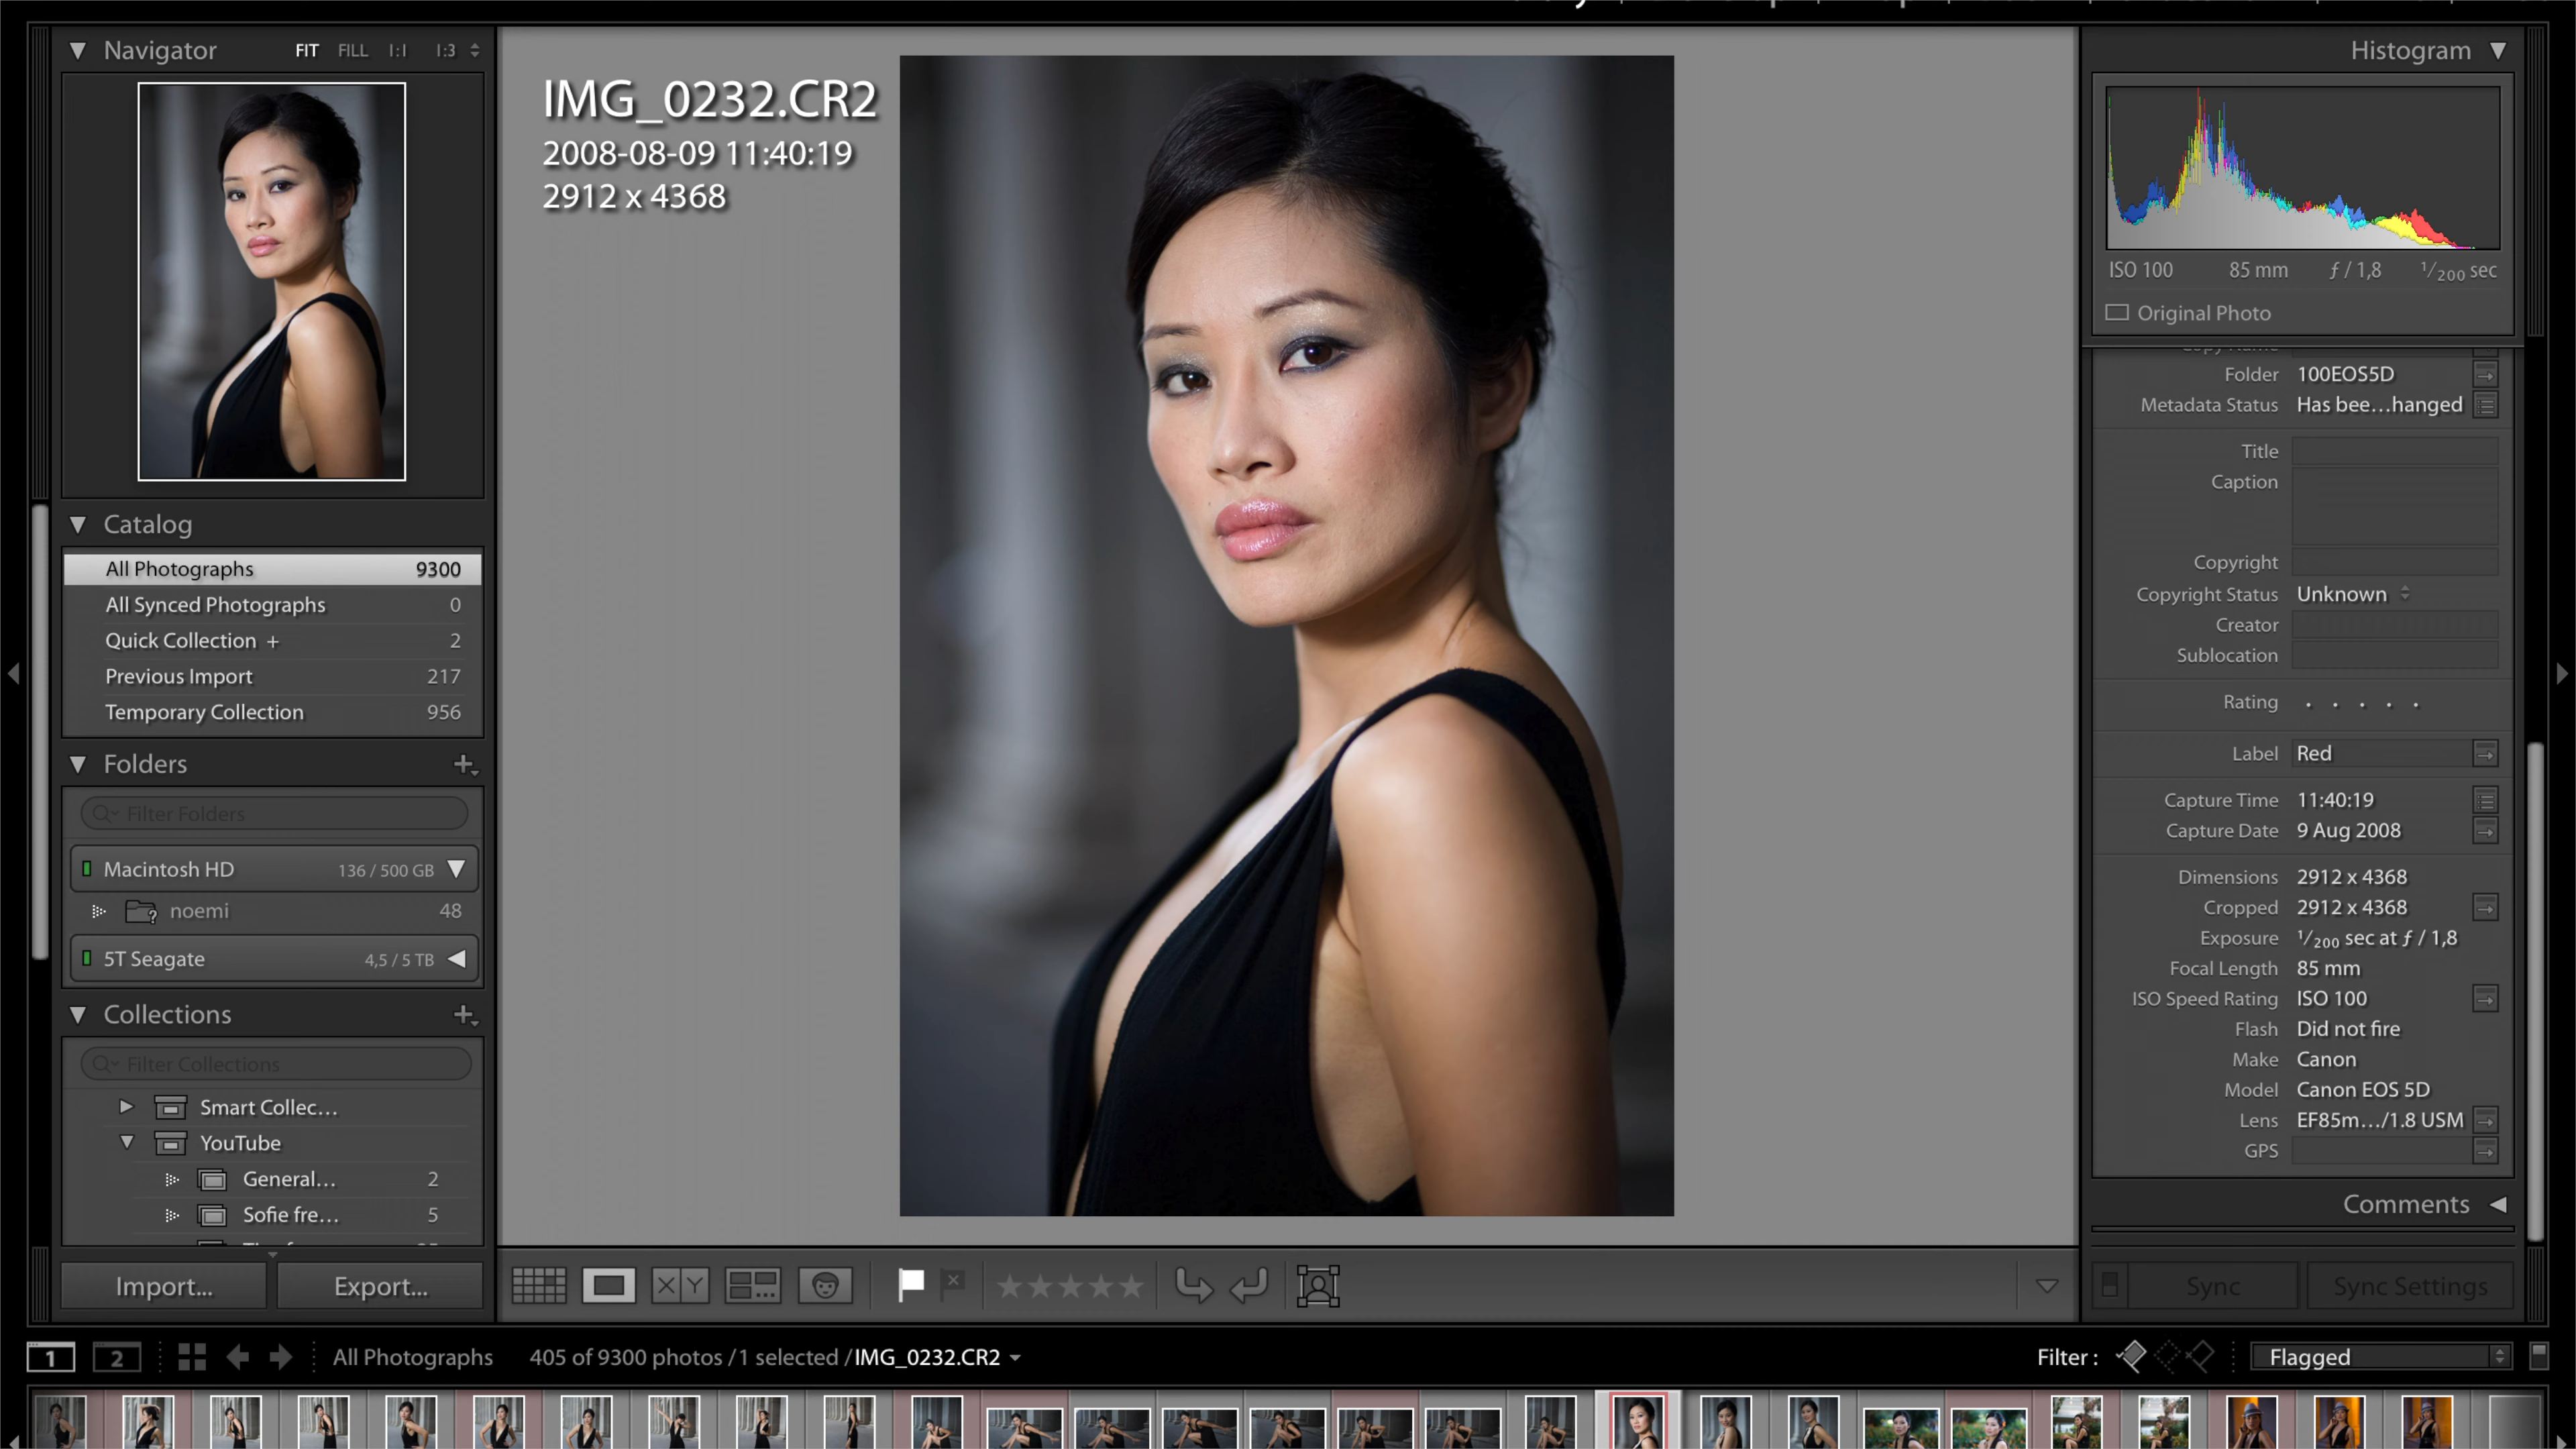 Navigator FIT FILL 1:1 1:3
Histogram
IMG_0232.CR2
2008-08-09 11:40:19
2912 x 4368
ISO 100 85 mm ƒ / 1,8 1/200 sec
Original Photo
Catalog
All Photographs 9300
All Synced Photographs 0
Quick Collection + 2
Previous Import 217
Temporary Collection 956
Folders
Filter Folders
Macintosh HD 136 / 500 GB
noemi 48
5T Seagate 4,5 / 5 TB
Collections
Filter Collections
Smart Collec…
YouTube
General… 2
Sofie fre… 5
Import... Export...
Folder 100EOS5D
Metadata Status Has bee…hanged
Title
Caption
Copyright
Copyright Status Unknown
Creator
Sublocation
Rating
Label Red
Capture Time 11:40:19
Capture Date 9 Aug 2008
Dimensions 2912 x 4368
Cropped 2912 x 4368
Exposure 1/200 sec at ƒ / 1,8
Focal Length 85 mm
ISO Speed Rating ISO 100
Flash Did not fire
Make Canon
Model Canon EOS 5D
Lens EF85m…/1.8 USM
GPS
Comments
X Y
Sync Sync Settings
1 2 All Photographs 405 of 9300 photos / 1 selected / IMG_0232.CR2 Filter : Flagged